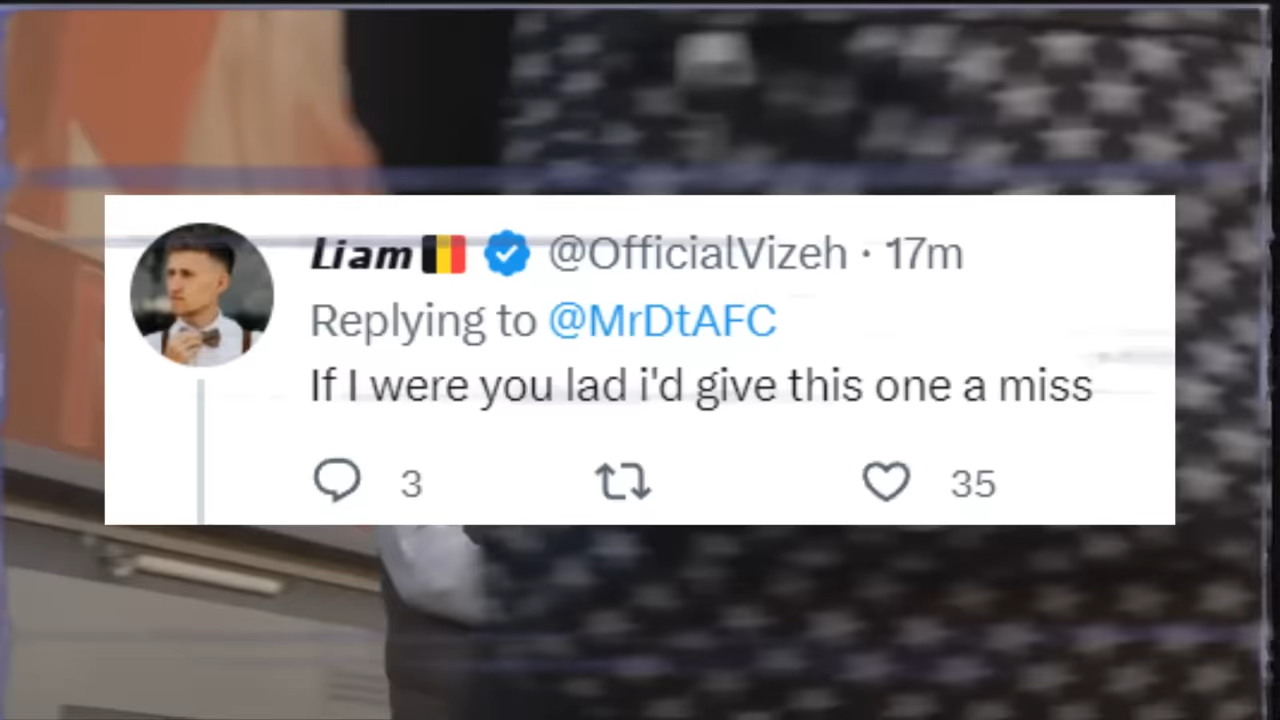 Liam🇧🇪 @OfficialVizeh · 17m
Replying to @MrDtAFC
If I were you lad i'd give this one a miss
3 35